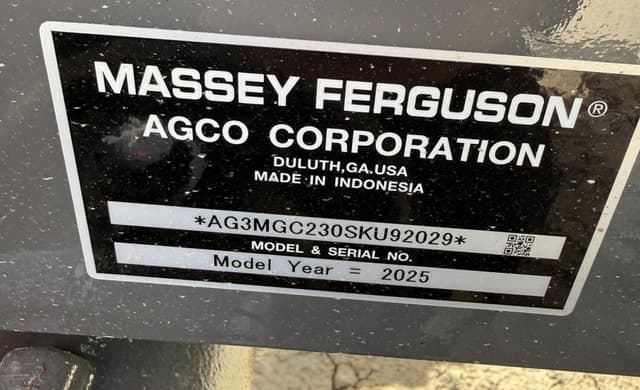 MASSEY FERGUSON®
AGCO CORPORATION
DULUTH,GA.USA
MADE IN INDONESIA
*AG3MGC230SKU92029*
MODEL & SERIAL NO.
Model Year = 2025